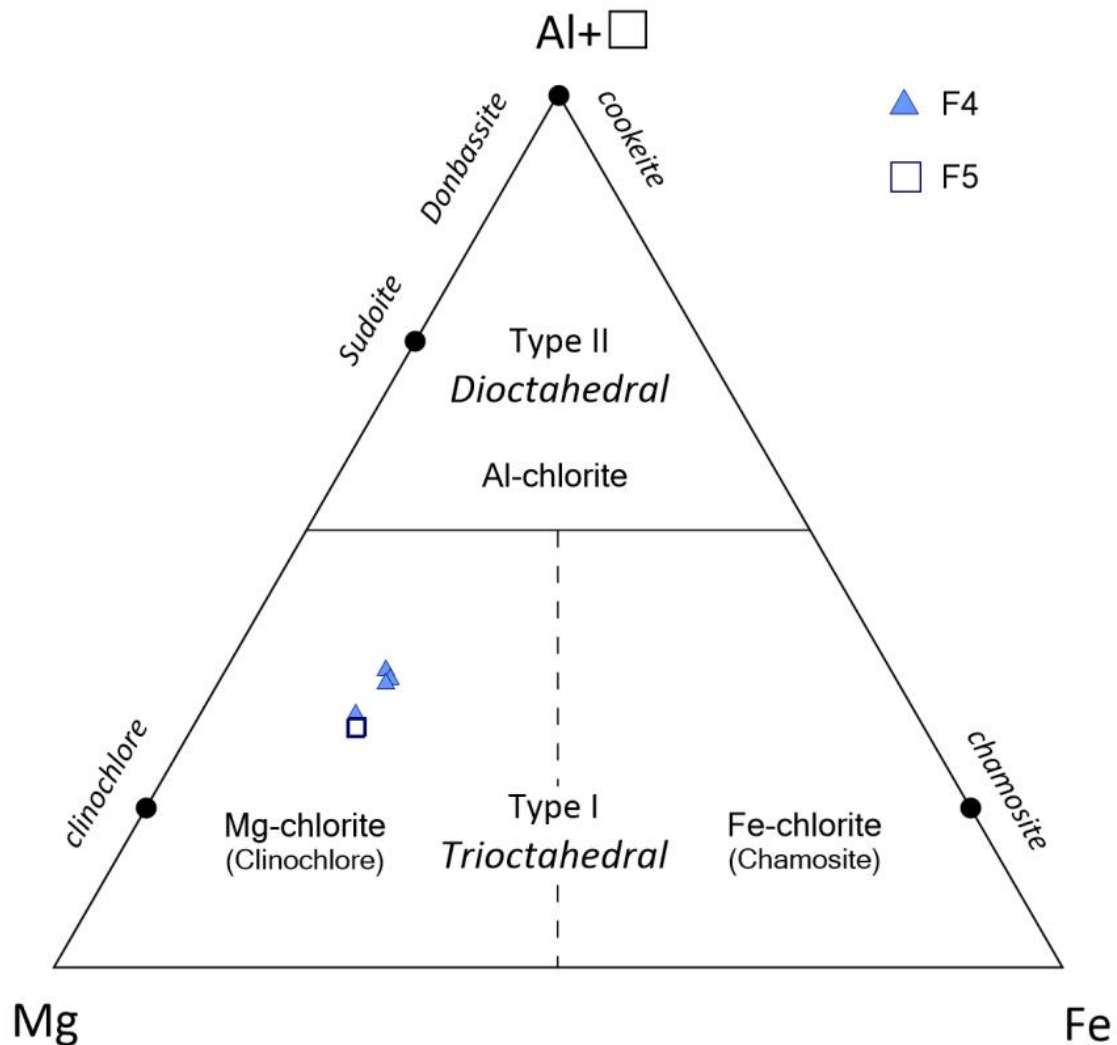 Al+□
F4
F5
Donbassite
cookeite
Sudoite
Type II
Dioctahedral
Al-chlorite
clinochlore
chamosite
Mg-chlorite
(Clinochlore)
Type I
Trioctahedral
Fe-chlorite
(Chamosite)
Mg
Fe